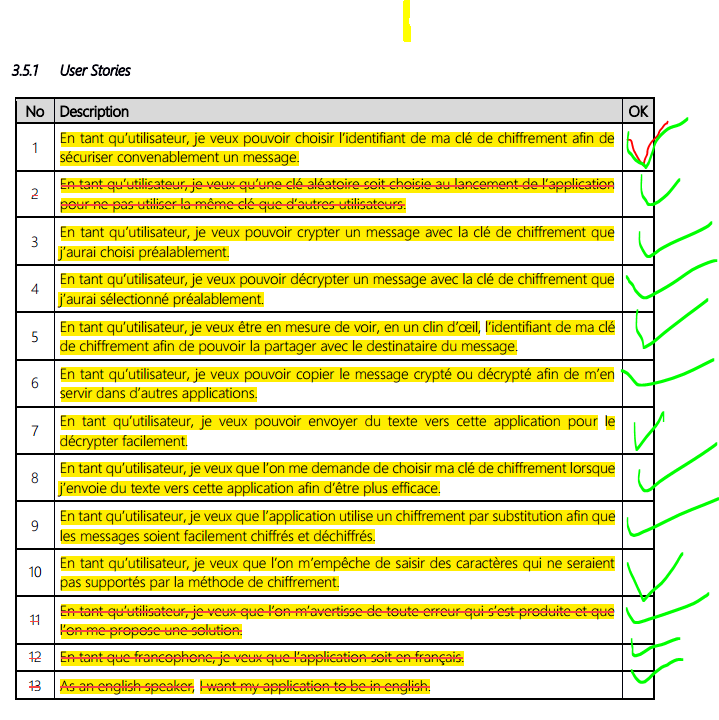 3.5.1 User Stories
No Description OK
1 En tant qu'utilisateur, je veux pouvoir choisir l'identifiant de ma clé de chiffrement afin de
sécuriser convenablement un message.
2 En tant qu'utilisateur, je veux qu'une clé aléatoire soit choisie au lancement de l'application
pour ne pas utiliser la même clé que d'autres utilisateurs.
3 En tant qu'utilisateur, je veux pouvoir crypter un message avec la clé de chiffrement que
j'aurai choisi préalablement.
4 En tant qu'utilisateur, je veux pouvoir décrypter un message avec la clé de chiffrement que
j'aurai sélectionné préalablement.
5 En tant qu'utilisateur, je veux être en mesure de voir, en un clin d'œil, l'identifiant de ma clé
de chiffrement afin de pouvoir la partager avec le destinataire du message.
6 En tant qu'utilisateur, je veux pouvoir copier le message crypté ou décrypté afin de m'en
servir dans d'autres applications.
7 En tant qu'utilisateur, je veux pouvoir envoyer du texte vers cette application pour le
décrypter facilement.
8 En tant qu'utilisateur, je veux que l'on me demande de choisir ma clé de chiffrement lorsque
j'envoie du texte vers cette application afin d'être plus efficace.
9 En tant qu'utilisateur, je veux que l'application utilise un chiffrement par substitution afin que
les messages soient facilement chiffrés et déchiffrés.
10 En tant qu'utilisateur, je veux que l'on m'empêche de saisir des caractères qui ne seraient
pas supportés par la méthode de chiffrement.
11 En tant qu'utilisateur, je veux que l'on m'avertisse de toute erreur qui s'est produite et que
l'on me propose une solution.
12 En tant que francophone, je veux que l'application soit en français.
13 As an english speaker, I want my application to be in english.